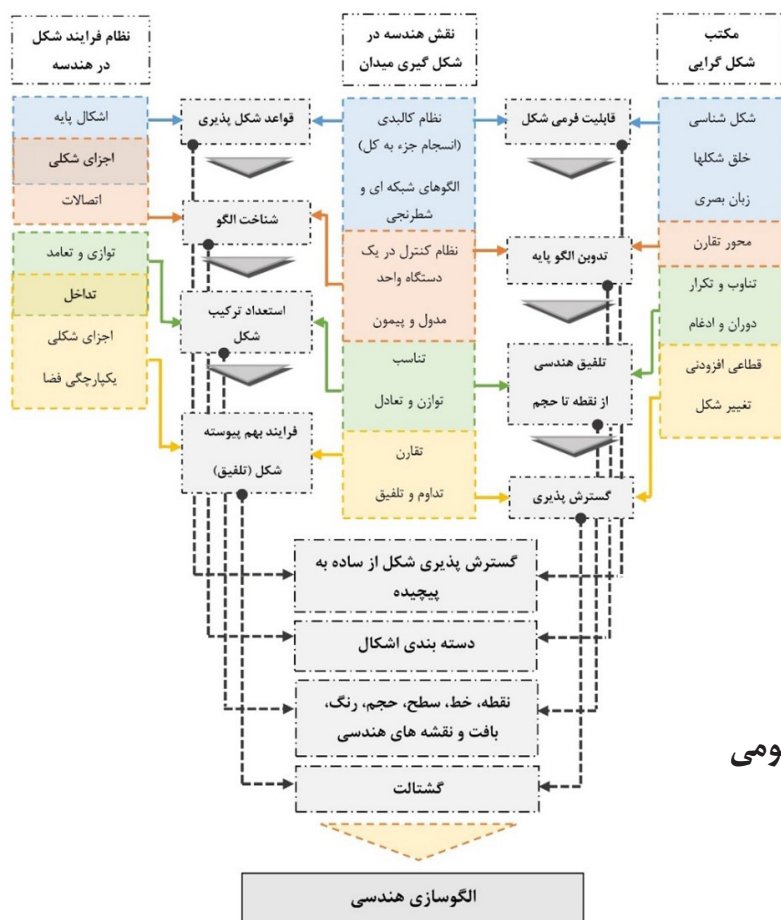 مکتب
شکل گرایی
نقش هندسه در
شکل گیری میدان
نظام فرایند شکل
در هندسه
شکل شناسی
خلق شکلها
زبان بصری
محور تقارن
تناوب و تکرار
دوران و ادغام
قطاعی افزودنی
تغییر شکل
قابلیت فرمی شکل
تدوین الگو پایه
تلفیق هندسی
از نقطه تا حجم
گسترش پذیری
نظام کالبدی
(انسجام جزء به کل)
الگوهای شبکه ای و
شطرنجی
نظام کنترل در یک
دستگاه واحد
مدول و پیمون
تناسب
توازن و تعادل
تقارن
تداوم و تلفیق
قواعد شکل پذیری
شناخت الگو
استعداد ترکیب
شکل
فرایند بهم پیوسته
شکل (تلفیق)
اشکال پایه
اجزای شکلی
اتصالات
توازی و تعامد
تداخل
اجزای شکلی
یکپارچگی فضا
گسترش پذیری شکل از ساده به
پیچیده
دسته بندی اشکال
نقطه، خط، سطح، حجم، رنگ،
بافت و نقشه های هندسی
گشتالت
الگوسازی هندسی
ومی